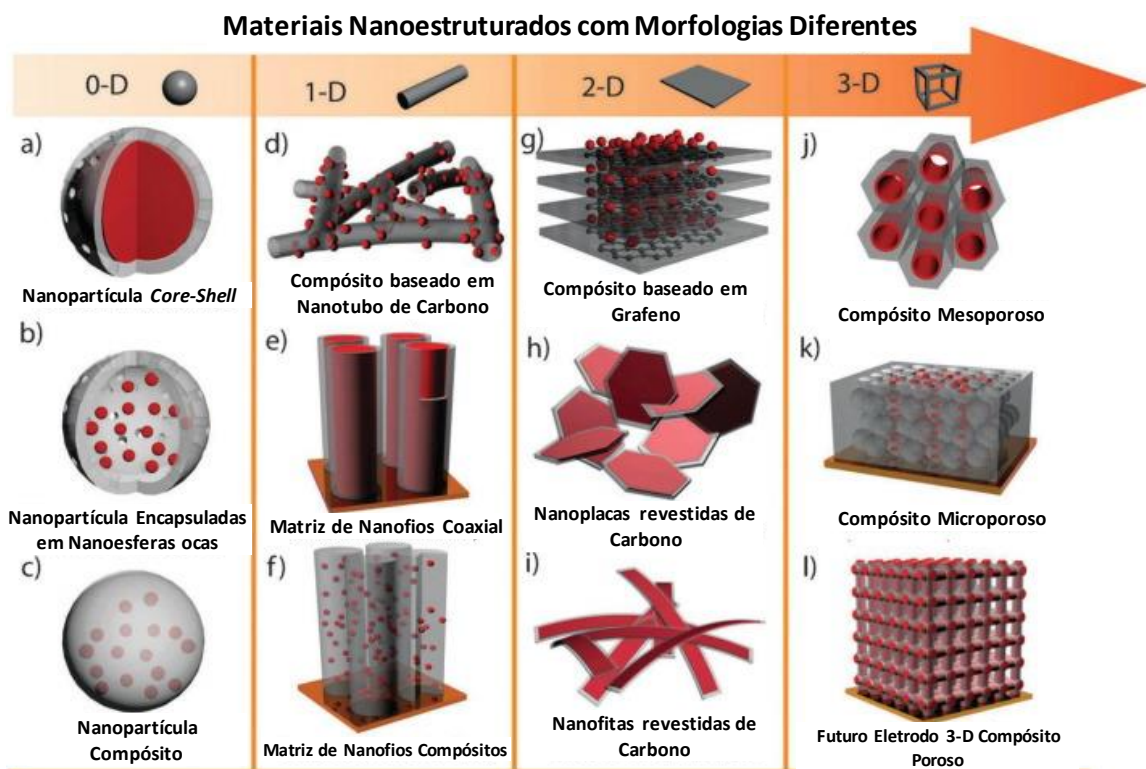 Materiais Nanoestruturados com Morfologias Diferentes
0-D
1-D
2-D
3-D
a)
Nanopartícula Core-Shell
b)
Nanopartícula Encapsuladas
em Nanoesferas ocas
c)
Nanopartícula
Compósito
d)
Compósito baseado em
Nanotubo de Carbono
e)
Matriz de Nanofios Coaxial
f)
Matriz de Nanofios Compósitos
g)
Compósito baseado em
Grafeno
h)
Nanoplacas revestidas de
Carbono
i)
Nanofitas revestidas de
Carbono
j)
Compósito Mesoporoso
k)
Compósito Microporoso
l)
Futuro Eletrodo 3-D Compósito
Poroso